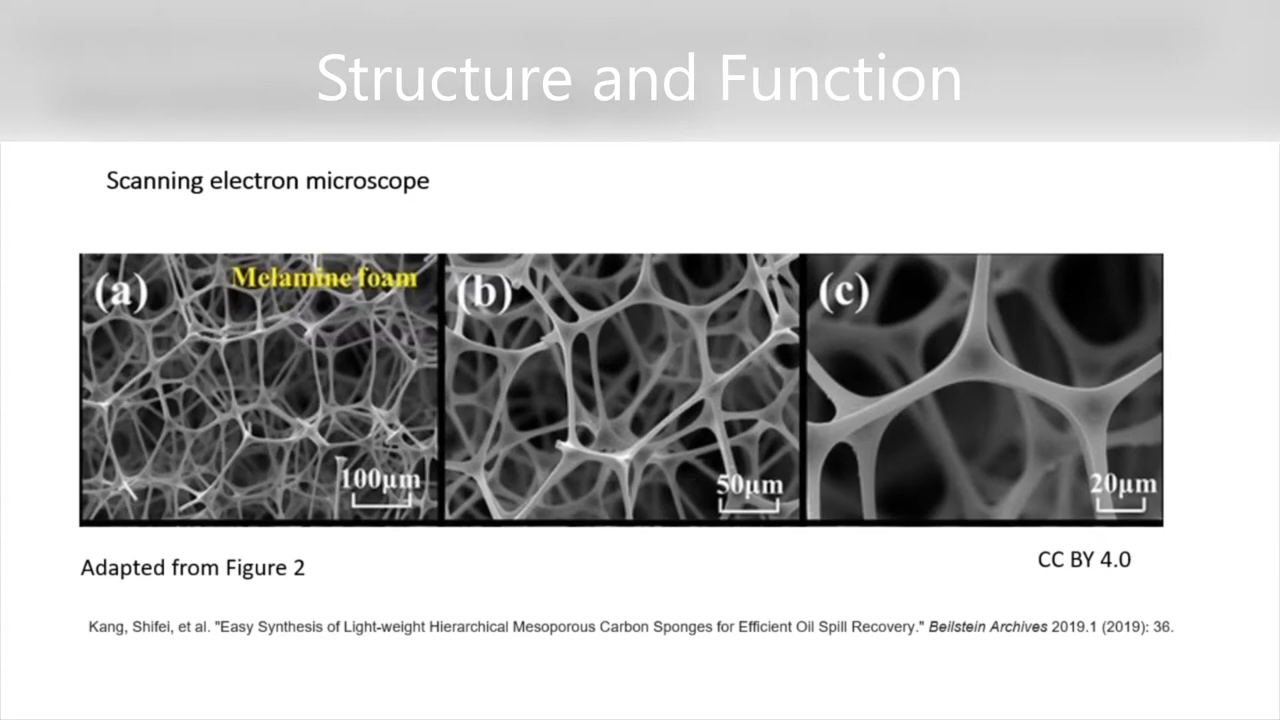 Structure and Function
Scanning electron microscope
(a) Melamine foam
(b)
(c)
100μm
50μm
20μm
Adapted from Figure 2
CC BY 4.0
Kang, Shifei, et al. "Easy Synthesis of Light-weight Hierarchical Mesoporous Carbon Sponges for Efficient Oil Spill Recovery." Beilstein Archives 2019.1 (2019): 36.